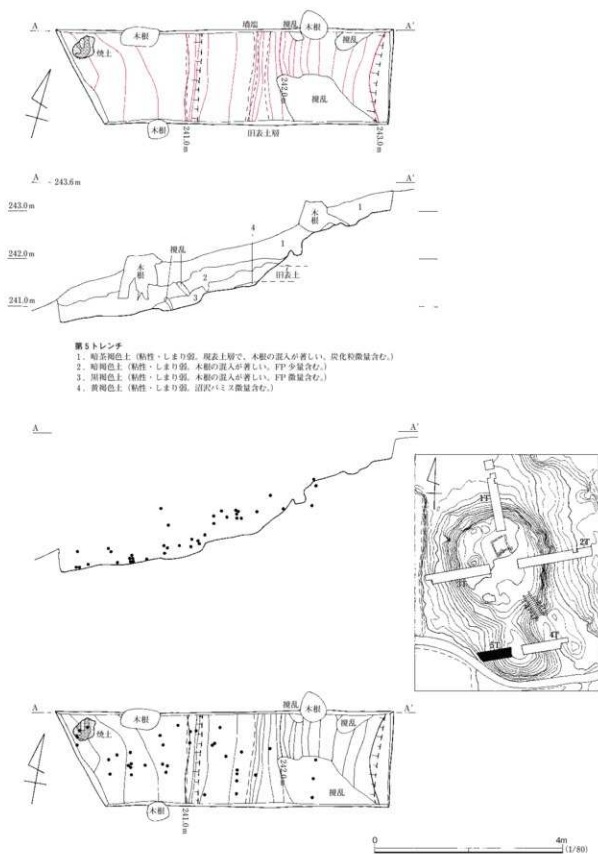 A
A′
焼土
木根
墳端
攪乱
木根
攪乱
242.0m
攪乱
木根
241.0m
旧表土層
243.0m
A
243.6m
A′
243.0m
242.0m
241.0m
木根
攪乱
4
1
木根
1
2
3
旧表土
第5トレンチ
1．暗茶褐色土（粘性・しまり弱。現表土層で、木根の混入が著しい。炭化粒微量含む。）
2．暗褐色土（粘性・しまり弱。木根の混入が著しい。FP少量含む。）
3．黒褐色土（粘性・しまり弱。木根の混入が著しい。FP微量含む。）
4．黄褐色土（粘性・しまり弱。沼沢パミス微量含む。）
A
A′
1T
2T
5T
4T
A
A′
焼土
木根
攪乱
木根
攪乱
242.0m
攪乱
木根
241.0m
0
4m
(1/80)